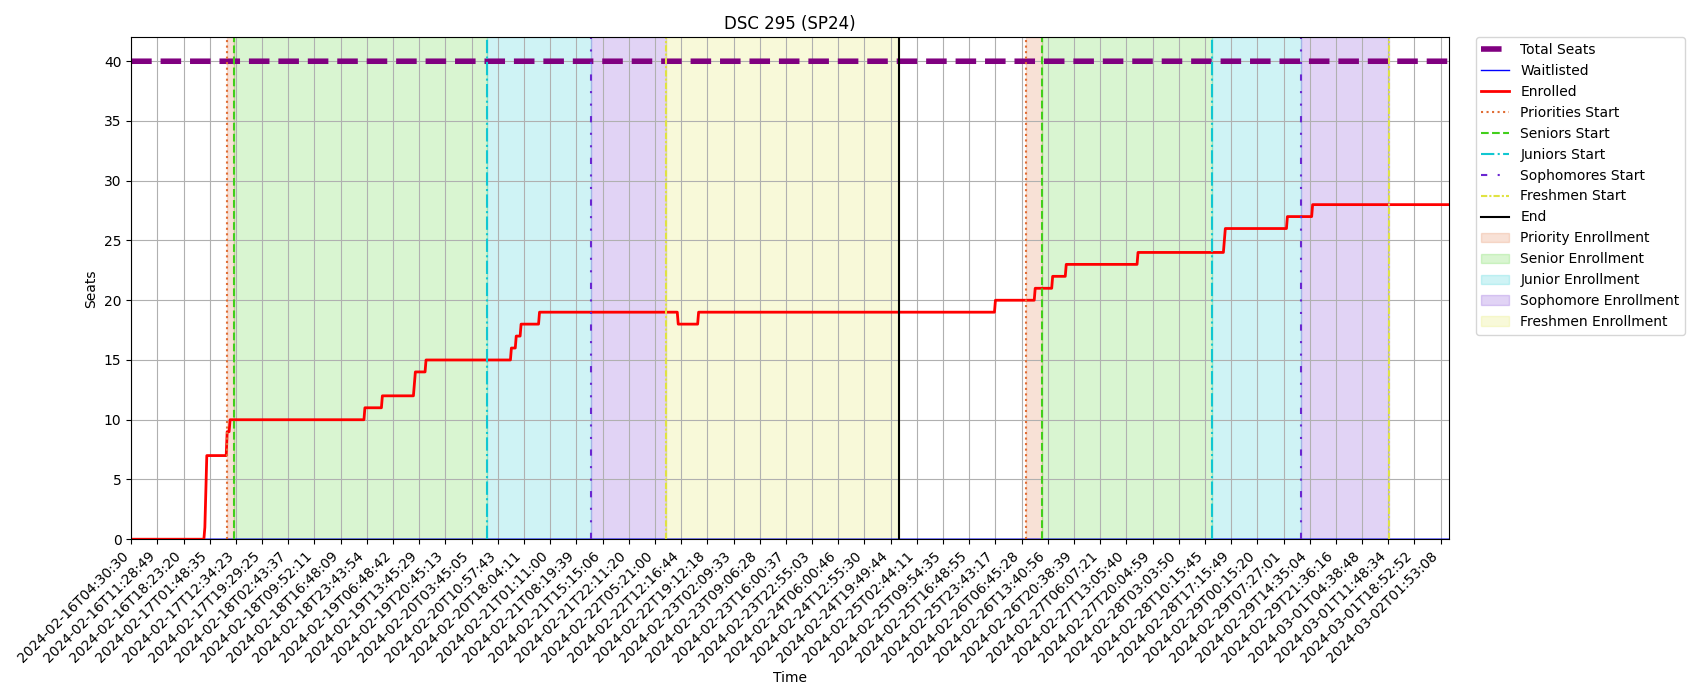 DSC 295 (SP24)
Seats
40
35
30
25
20
15
10
5
0
2024-02-16T04:30:30
2024-02-16T11:28:49
2024-02-16T18:23:20
2024-02-17T01:48:35
2024-02-17T12:34:23
2024-02-17T19:29:25
2024-02-18T02:43:37
2024-02-18T09:52:11
2024-02-18T16:48:09
2024-02-18T23:43:54
2024-02-19T06:48:42
2024-02-19T13:45:29
2024-02-19T20:45:13
2024-02-20T03:45:05
2024-02-20T10:57:43
2024-02-20T18:04:11
2024-02-21T01:11:00
2024-02-21T08:19:39
2024-02-21T15:15:06
2024-02-21T22:11:20
2024-02-22T05:21:00
2024-02-22T12:16:44
2024-02-22T19:12:18
2024-02-23T02:09:33
2024-02-23T09:06:28
2024-02-23T16:00:37
2024-02-23T22:55:03
2024-02-24T06:00:46
2024-02-24T12:55:30
2024-02-24T19:49:44
2024-02-25T02:44:11
2024-02-25T09:54:35
2024-02-25T16:48:55
2024-02-25T23:43:17
2024-02-26T06:45:28
2024-02-26T13:40:56
2024-02-26T20:38:39
2024-02-27T06:07:21
2024-02-27T13:05:40
2024-02-27T20:04:59
2024-02-28T03:03:50
2024-02-28T10:15:45
2024-02-28T17:15:49
2024-02-29T00:15:20
2024-02-29T07:27:01
2024-02-29T14:35:04
2024-02-29T21:36:16
2024-03-01T04:38:48
2024-03-01T11:48:34
2024-03-01T18:52:52
2024-03-02T01:53:08
Time
Total Seats
Waitlisted
Enrolled
Priorities Start
Seniors Start
Juniors Start
Sophomores Start
Freshmen Start
End
Priority Enrollment
Senior Enrollment
Junior Enrollment
Sophomore Enrollment
Freshmen Enrollment